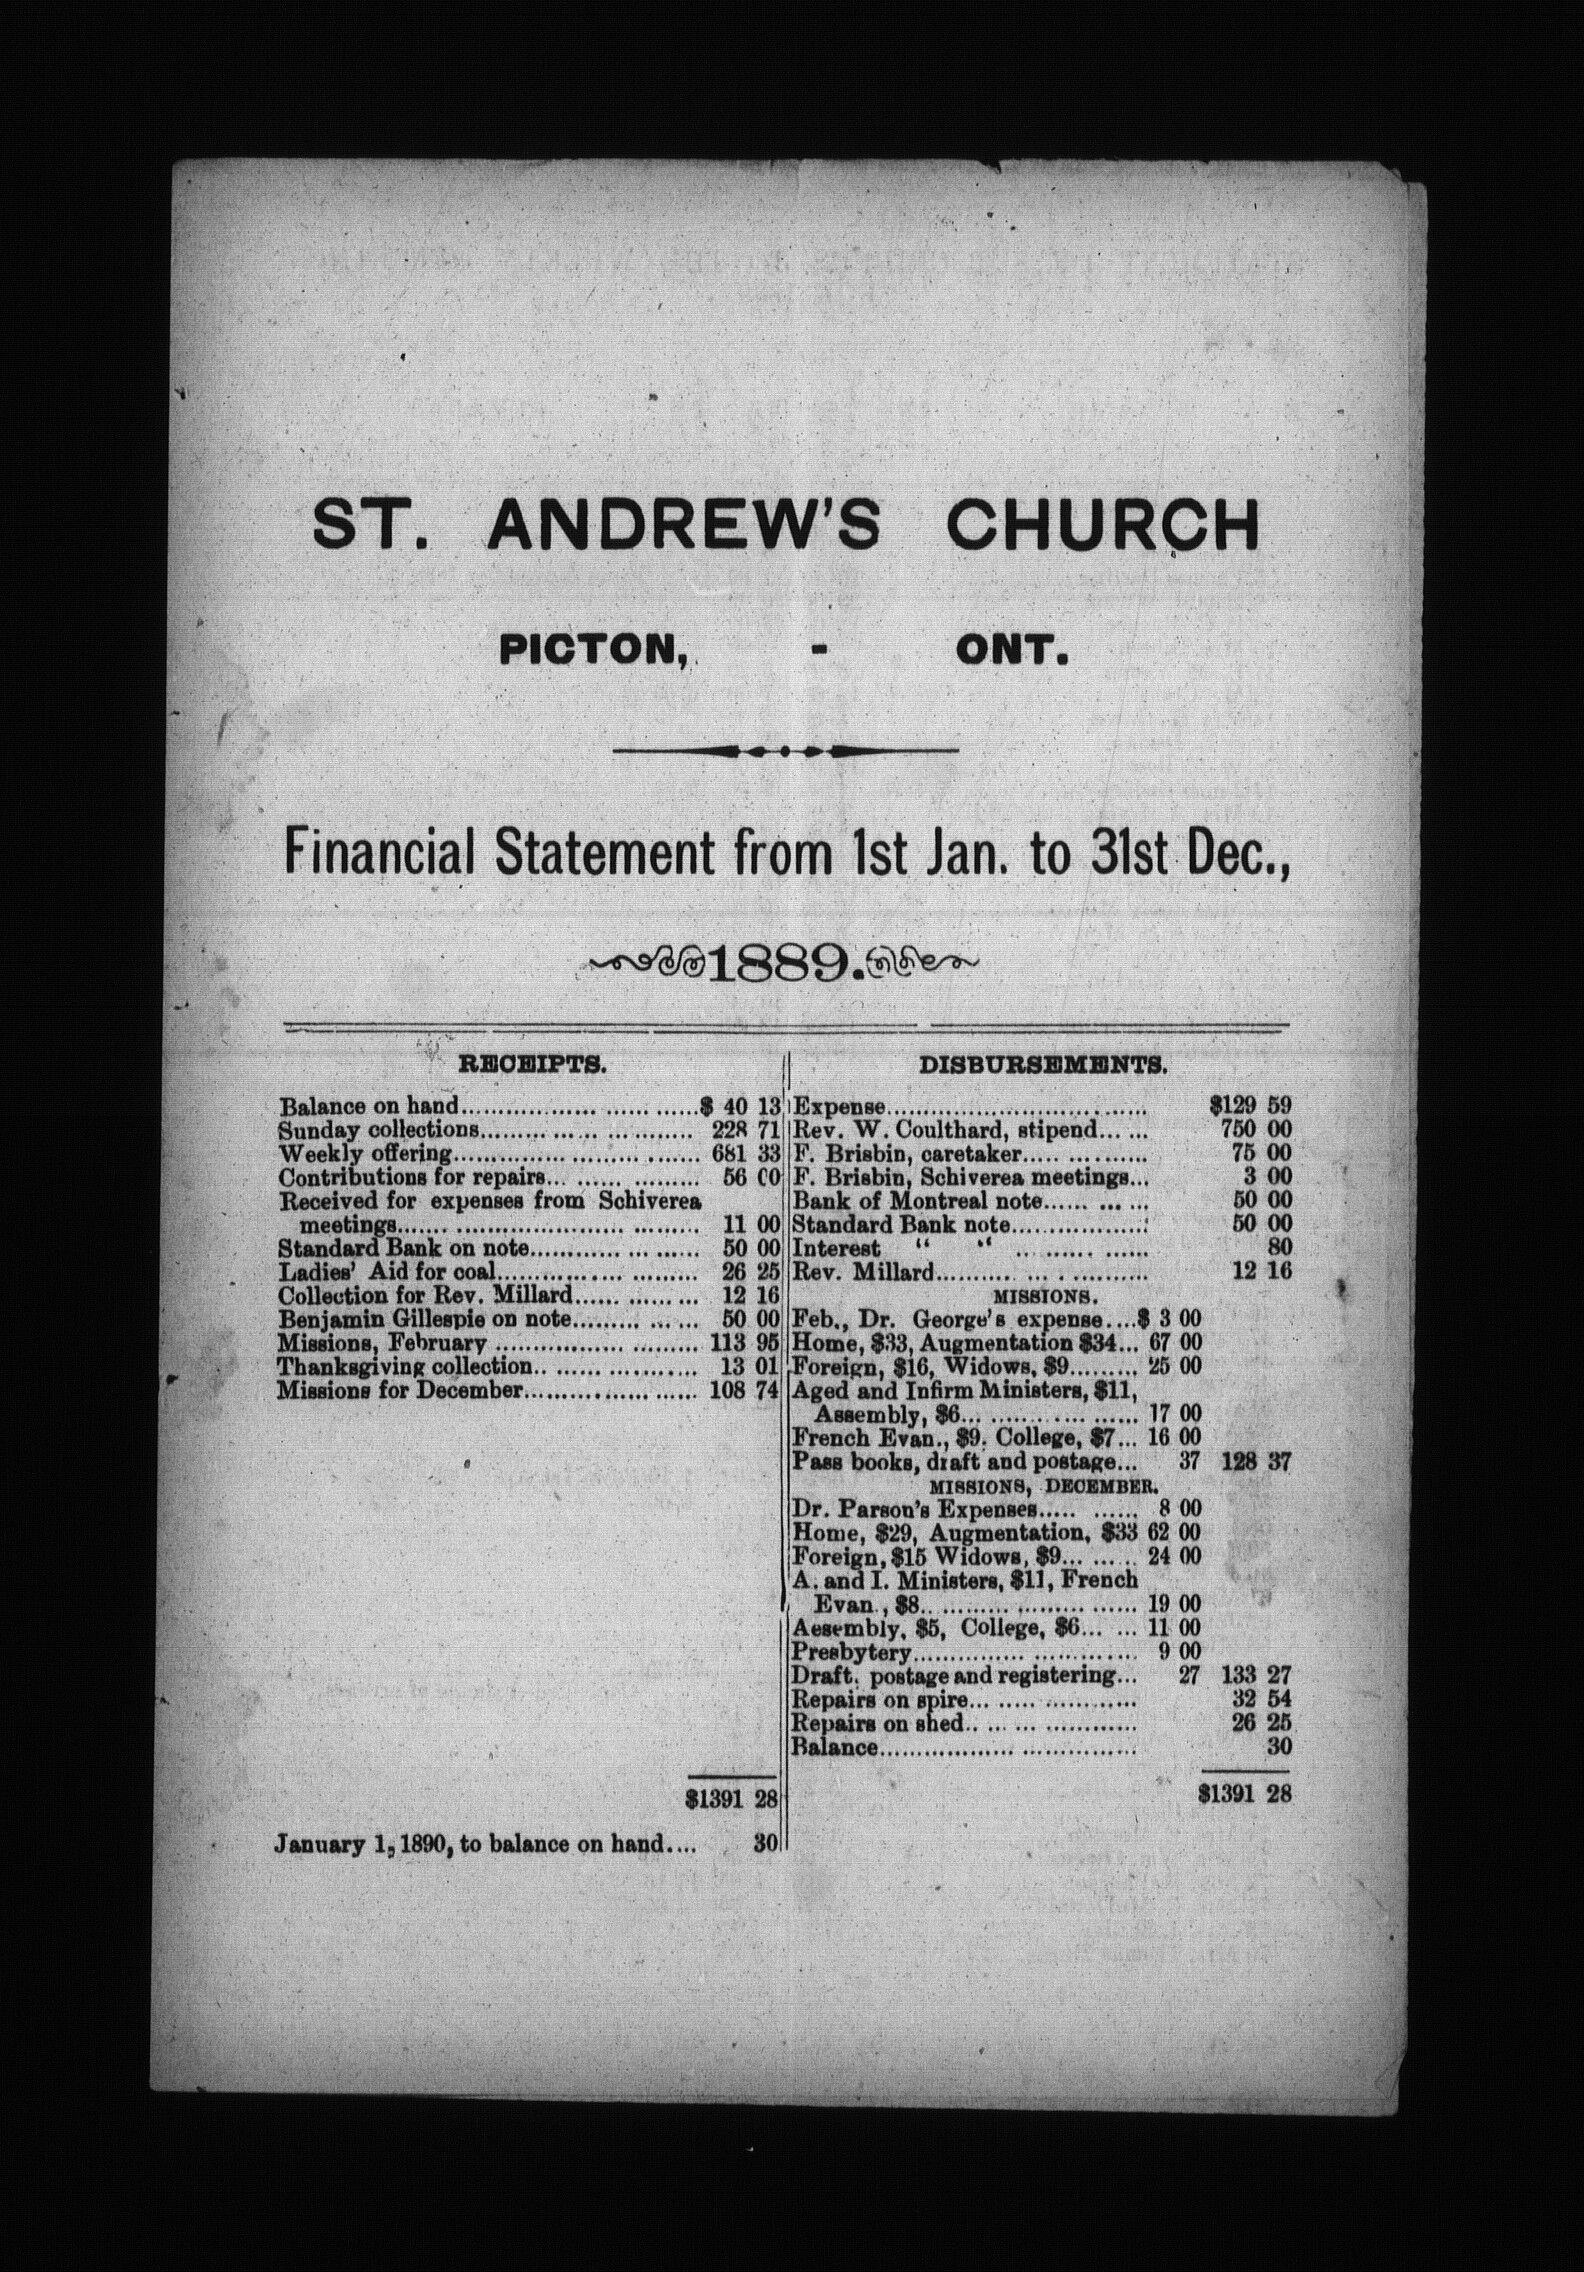 ST. ANDREW'S CHURCH
PICTON, - ONT.
Financial Statement from 1st Jan. to 31st Dec.,
1889.
RECEIPTS.
Balance on hand........................$ 40 13
Sunday collections........................ 228 71
Weekly offering........................ 681 33
Contributions for repairs........................ 56 00
Received for expenses from Schiverea
meetings........................ 11 00
Standard Bank on note........................ 50 00
Ladies' Aid for coal........................ 26 25
Collection for Rev. Millard........................ 12 16
Benjamin Gillespie on note........................ 50 00
Missions, February ........................ 113 95
Thanksgiving collection........................ 13 01
Missions for December........................ 108 74
$1391 28
January 1, 1890, to balance on hand.... 30
DISBURSEMENTS.
Expense........................ $129 59
Rev. W. Coulthard, stipend...... 750 00
F. Brisbin, caretaker............... 75 00
F. Brisbin, Schiverea meetings... 3 00
Bank of Montreal note............ 50 00
Standard Bank note.................. 50 00
Interest " " .................. 80
Rev. Millard........................ 12 16
MISSIONS.
Feb., Dr. George's expense....$ 3 00
Home, $33, Augmentation $34... 67 00
Foreign, $16, Widows, $9......... 25 00
Aged and Infirm Ministers, $11,
Assembly, $6........................ 17 00
French Evan., $9. College, $7... 16 00
Pass books, draft and postage... 37 128 37
MISSIONS, DECEMBER.
Dr. Parson's Expenses........... 8 00
Home, $29, Augmentation, $33 62 00
Foreign, $15 Widows, $9......... 24 00
A. and I. Ministers, $11, French
Evan., $8........................ 19 00
Aesembly, $5, College, $6...... 11 00
Presbytery........................ 9 00
Draft, postage and registering... 27 133 27
Repairs on spire..................... 32 54
Repairs on shed..................... 26 25
Balance........................ 30
$1391 28